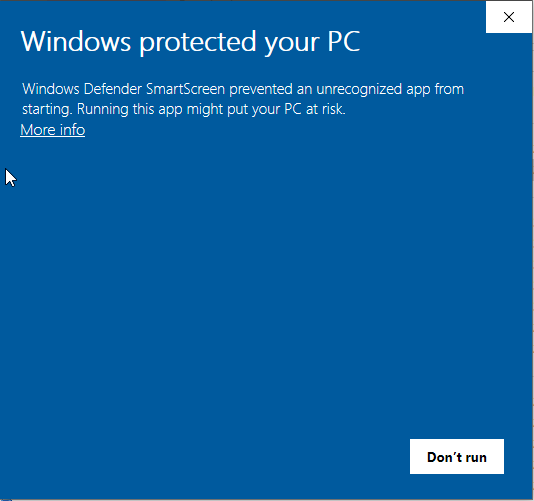 Windows protected your PC
Windows Defender SmartScreen prevented an unrecognized app from
starting. Running this app might put your PC at risk.
More info
Don't run